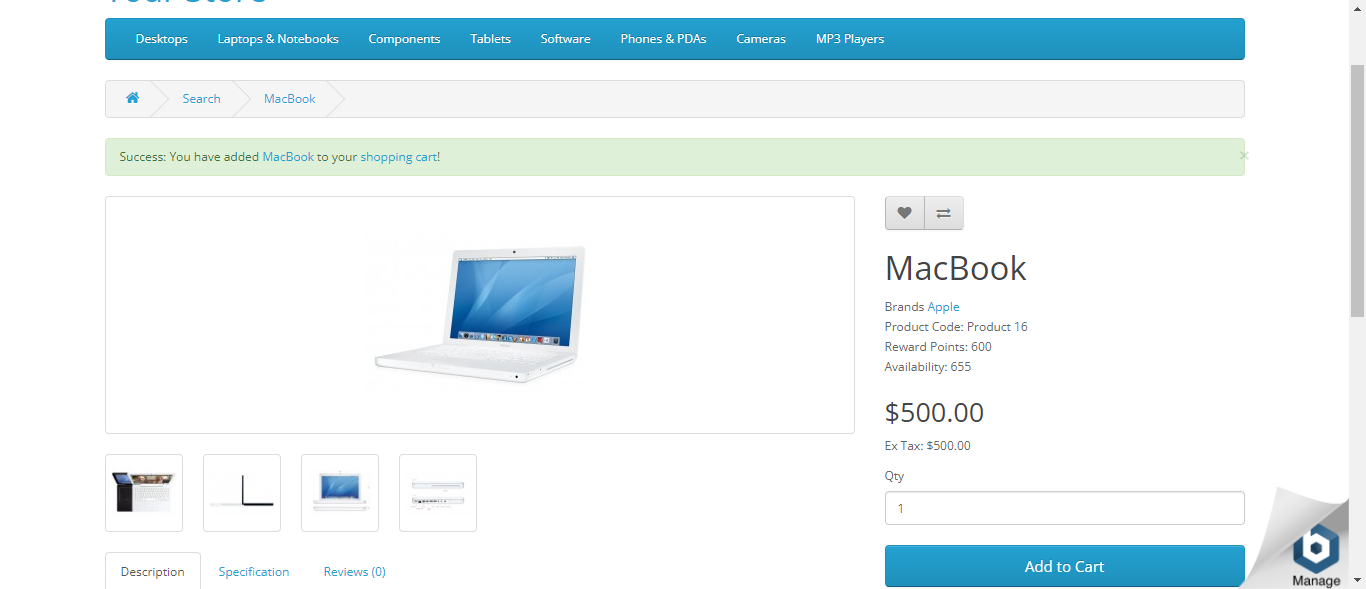 Your Store
Desktops Laptops & Notebooks Components Tablets Software Phones & PDAs Cameras MP3 Players
Search MacBook
Success: You have added MacBook to your shopping cart!
×
MacBook
Brands Apple
Product Code: Product 16
Reward Points: 600
Availability: 655
$500.00
Ex Tax: $500.00
Qty
1
Add to Cart
Description Specification Reviews (0)
Manage